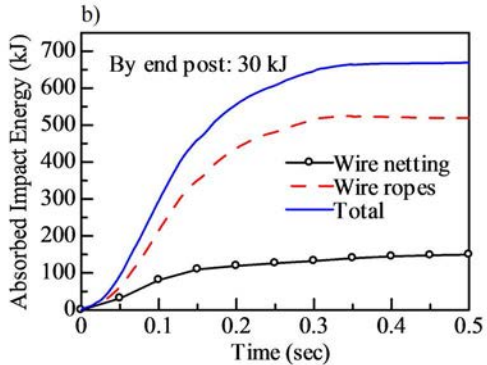 b)
Absorbed Impact Energy (kJ)
700
600
500
400
300
200
100
0
By end post: 30 kJ
Wire netting
Wire ropes
Total
0 0.1 0.2 0.3 0.4 0.5
Time (sec)